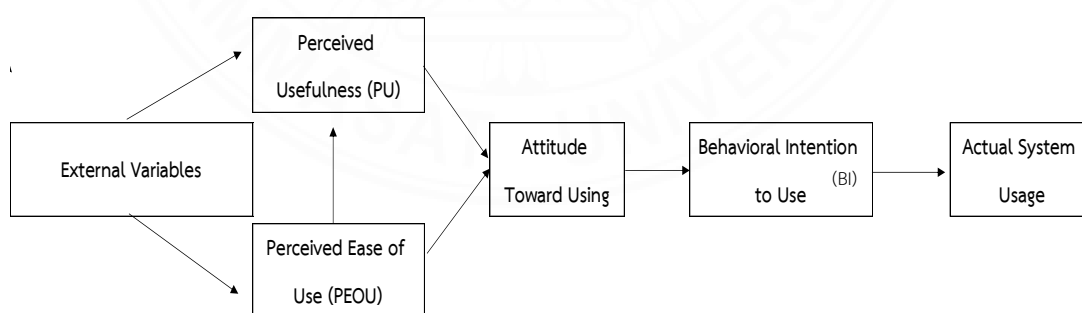 Perceived
Usefulness (PU)
External Variables
Perceived Ease of
Use (PEOU)
Attitude
Toward Using
Behavioral Intention
(BI)
to Use
Actual System
Usage